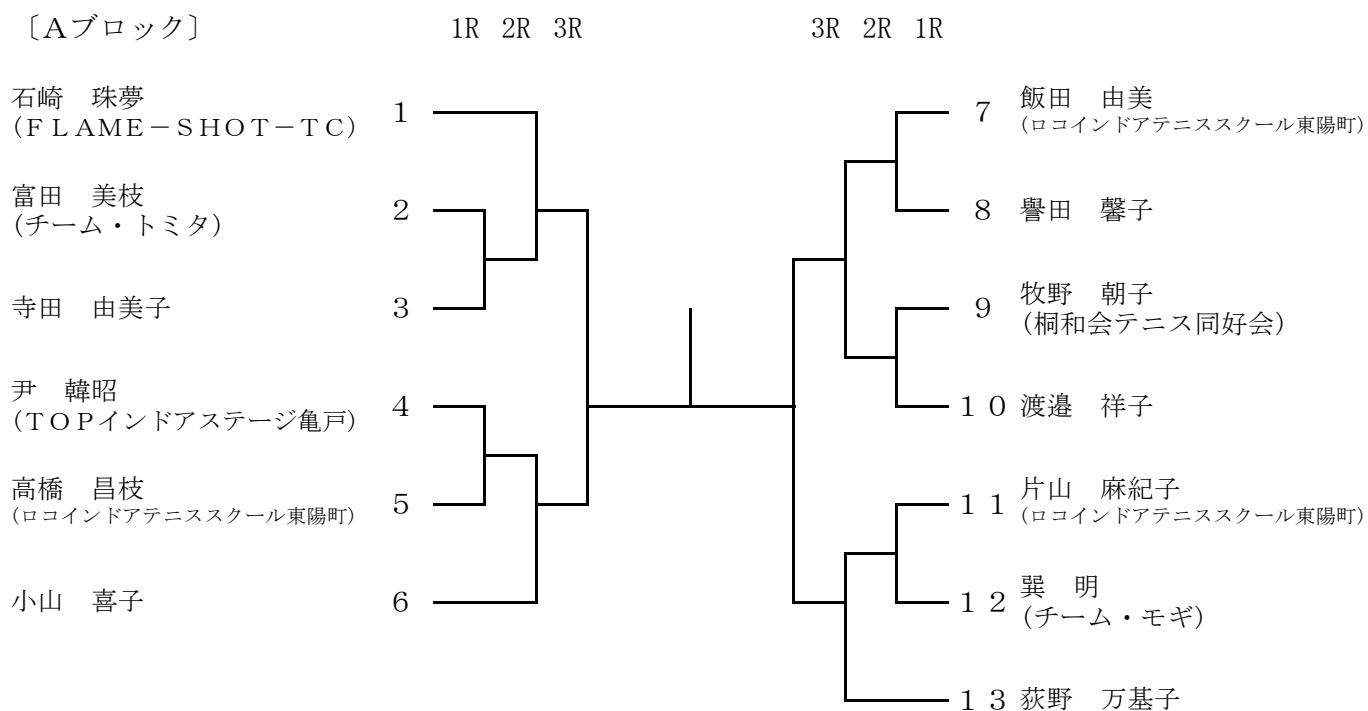 〔Aブロック〕 1R 2R 3R 3R 2R 1R
石崎　珠夢
(ＦＬＡＭＥ－ＳＨＯＴ－ＴＣ) 1
富田　美枝
(チーム・トミタ) 2
寺田　由美子 3
尹　韓昭
(ＴＯＰインドアステージ亀戸) 4
高橋　昌枝
(ロコインドアテニススクール東陽町) 5
小山　喜子 6
7 飯田　由美
(ロコインドアテニススクール東陽町)
8 譽田　馨子
9 牧野　朝子
(桐和会テニス同好会)
１０ 渡邉　祥子
１１ 片山　麻紀子
(ロコインドアテニススクール東陽町)
１２ 巽　明
(チーム・モギ)
１３ 荻野　万基子